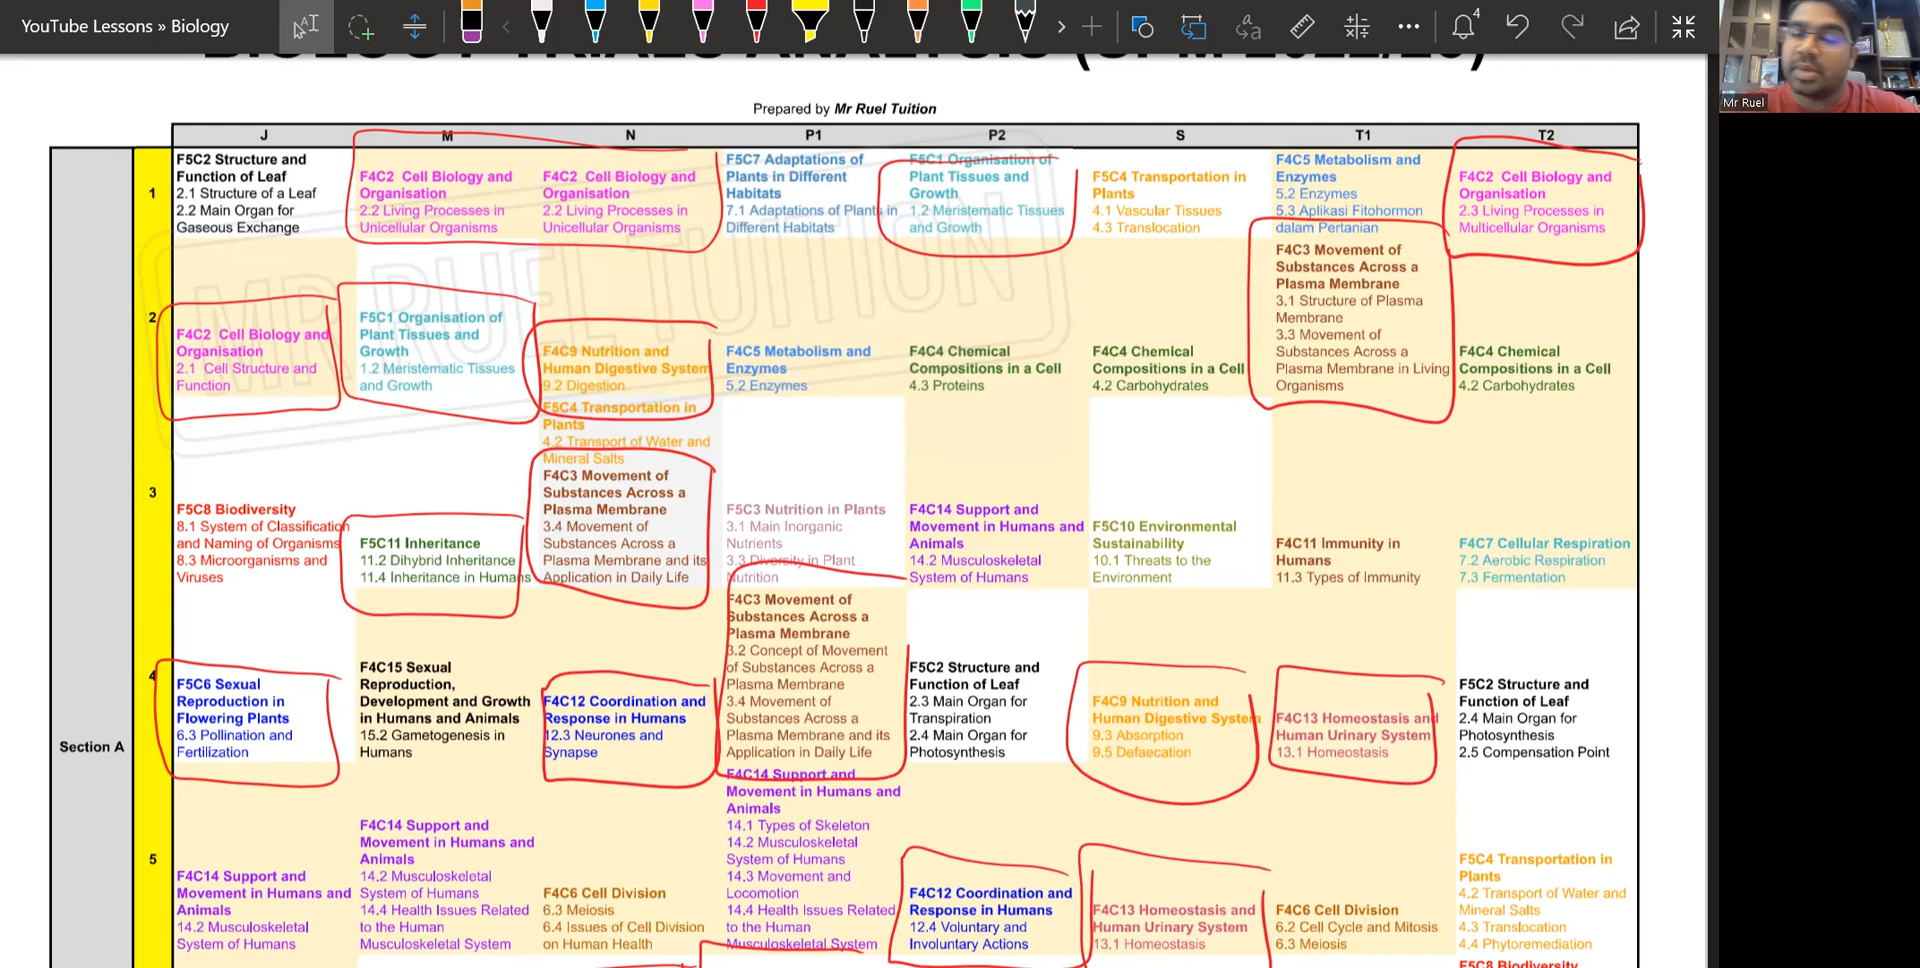 YouTube Lessons » Biology
4
Mr Ruel
BIOLOGY TRIALS ANALYSIS (SPM 2022/23)
Prepared by Mr Ruel Tuition
J M N P1 P2 S T1 T2
Section A
1
F5C2 Structure and
Function of Leaf
2.1 Structure of a Leaf
2.2 Main Organ for
Gaseous Exchange
F4C2 Cell Biology and
Organisation
2.2 Living Processes in
Unicellular Organisms
F4C2 Cell Biology and
Organisation
2.2 Living Processes in
Unicellular Organisms
F5C7 Adaptations of
Plants in Different
Habitats
7.1 Adaptations of Plants in
Different Habitats
F5C1 Organisation of
Plant Tissues and
Growth
1.2 Meristematic Tissues
and Growth
F5C4 Transportation in
Plants
4.1 Vascular Tissues
4.3 Translocation
F4C5 Metabolism and
Enzymes
5.2 Enzymes
5.3 Aplikasi Fitohormon
dalam Pertanian
F4C2 Cell Biology and
Organisation
2.3 Living Processes in
Multicellular Organisms
2
F4C2 Cell Biology and
Organisation
2.1 Cell Structure and
Function
F5C1 Organisation of
Plant Tissues and
Growth
1.2 Meristematic Tissues
and Growth
F4C9 Nutrition and
Human Digestive System
9.2 Digestion
F4C5 Metabolism and
Enzymes
5.2 Enzymes
F4C4 Chemical
Compositions in a Cell
4.3 Proteins
F4C4 Chemical
Compositions in a Cell
4.2 Carbohydrates
F4C3 Movement of
Substances Across a
Plasma Membrane
3.1 Structure of Plasma
Membrane
3.3 Movement of
Substances Across a
Plasma Membrane in Living
Organisms
F4C4 Chemical
Compositions in a Cell
4.2 Carbohydrates
3
F5C8 Biodiversity
8.1 System of Classification
and Naming of Organisms
8.3 Microorganisms and
Viruses
F5C11 Inheritance
11.2 Dihybrid Inheritance
11.4 Inheritance in Humans
F5C4 Transportation in
Plants
4.2 Transport of Water and
Mineral Salts
F4C3 Movement of
Substances Across a
Plasma Membrane
3.4 Movement of
Substances Across a
Plasma Membrane and its
Application in Daily Life
F5C3 Nutrition in Plants
3.1 Main Inorganic
Nutrients
3.3 Diversity in Plant
Nutrition
F4C14 Support and
Movement in Humans and
Animals
14.2 Musculoskeletal
System of Humans
F5C10 Environmental
Sustainability
10.1 Threats to the
Environment
F4C11 Immunity in
Humans
11.3 Types of Immunity
F4C7 Cellular Respiration
7.2 Aerobic Respiration
7.3 Fermentation
4
F5C6 Sexual
Reproduction in
Flowering Plants
6.3 Pollination and
Fertilization
F4C15 Sexual
Reproduction,
Development and Growth
in Humans and Animals
15.2 Gametogenesis in
Humans
F4C12 Coordination and
Response in Humans
12.3 Neurones and
Synapse
F4C3 Movement of
Substances Across a
Plasma Membrane
3.2 Concept of Movement
of Substances Across a
Plasma Membrane
3.4 Movement of
Substances Across a
Plasma Membrane and its
Application in Daily Life
F5C2 Structure and
Function of Leaf
2.3 Main Organ for
Transpiration
2.4 Main Organ for
Photosynthesis
F4C9 Nutrition and
Human Digestive System
9.3 Absorption
9.5 Defaecation
F4C13 Homeostasis and
Human Urinary System
13.1 Homeostasis
F5C2 Structure and
Function of Leaf
2.4 Main Organ for
Photosynthesis
2.5 Compensation Point
5
F4C14 Support and
Movement in Humans and
Animals
14.2 Musculoskeletal
System of Humans
F4C14 Support and
Movement in Humans and
Animals
14.2 Musculoskeletal
System of Humans
14.4 Health Issues Related
to the Human
Musculoskeletal System
F4C6 Cell Division
6.3 Meiosis
6.4 Issues of Cell Division
on Human Health
F4C14 Support and
Movement in Humans and
Animals
14.1 Types of Skeleton
14.2 Musculoskeletal
System of Humans
14.3 Movement and
Locomotion
14.4 Health Issues Related
to the Human
Musculoskeletal System
F4C12 Coordination and
Response in Humans
12.4 Voluntary and
Involuntary Actions
F4C13 Homeostasis and
Human Urinary System
13.1 Homeostasis
F4C6 Cell Division
6.2 Cell Cycle and Mitosis
6.3 Meiosis
F5C4 Transportation in
Plants
4.2 Transport of Water and
Mineral Salts
4.3 Translocation
4.4 Phytoremediation
F5C8 Biodiversity
MR RUEL TUITION